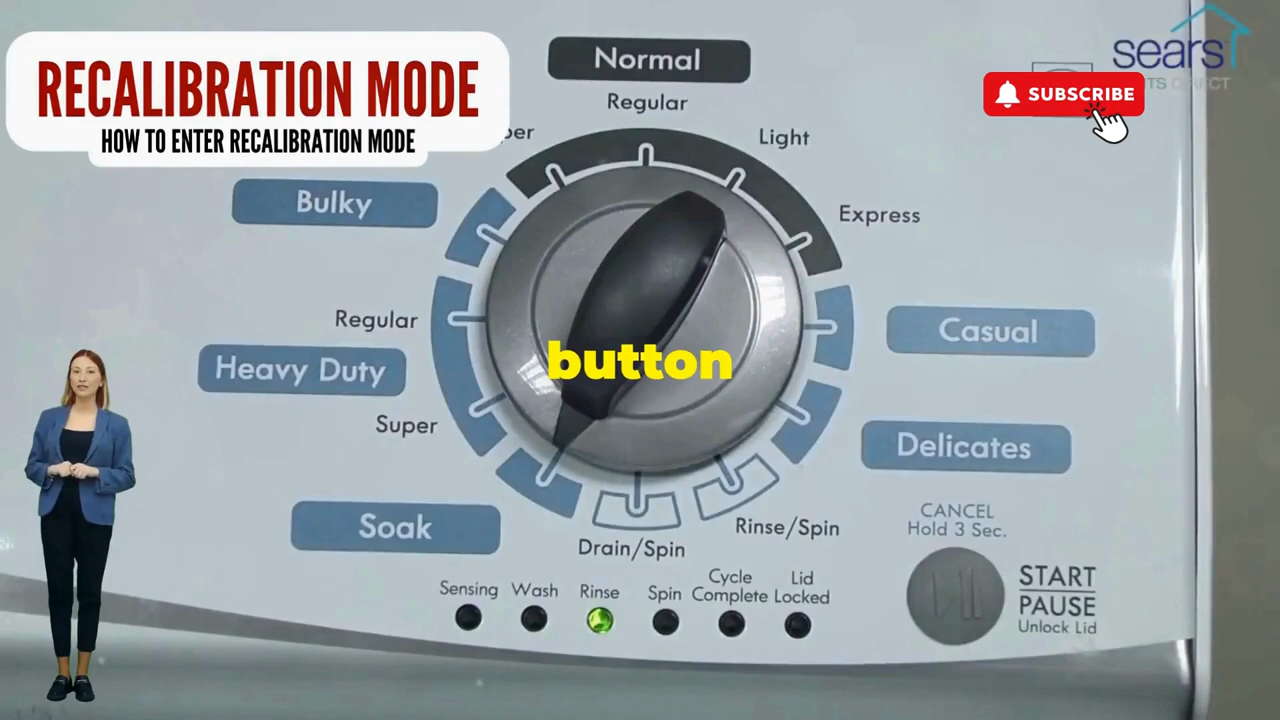 RECALIBRATION MODE
HOW TO ENTER RECALIBRATION MODE
sears
DIRECT
SUBSCRIBE
Normal
Regular
Light
Express
Bulky
Regular
Heavy Duty
Super
Casual
Delicates
Soak
button
Drain/Spin
Rinse/Spin
CANCEL
Hold 3 Sec.
START
PAUSE
Unlock Lid
Sensing
Wash
Rinse
Spin
Cycle
Complete
Lid
Locked